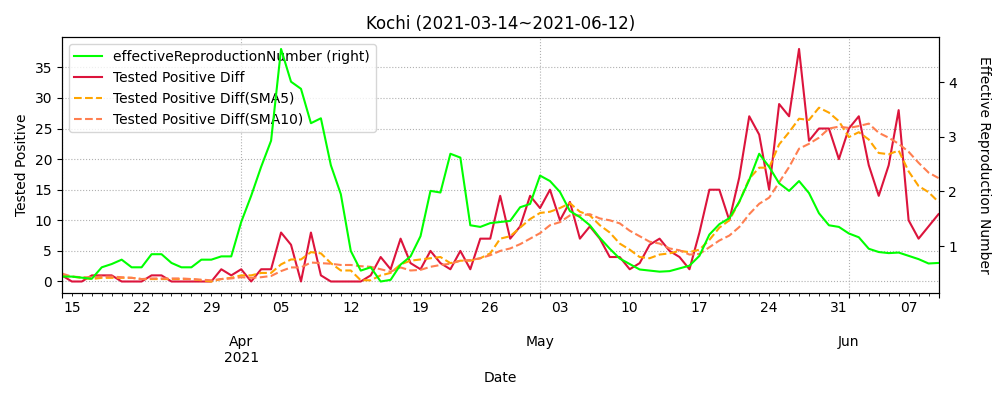 Kochi (2021-03-14~2021-06-12)
effectiveReproductionNumber (right)
Tested Positive Diff
Tested Positive Diff(SMA5)
Tested Positive Diff(SMA10)
Tested Positive
35
30
25
20
15
10
5
0
4
3
2
1
Effective Reproduction Number
15 22 29 05 12 19 26 03 10 17 24 31 07
Apr May Jun
2021
Date